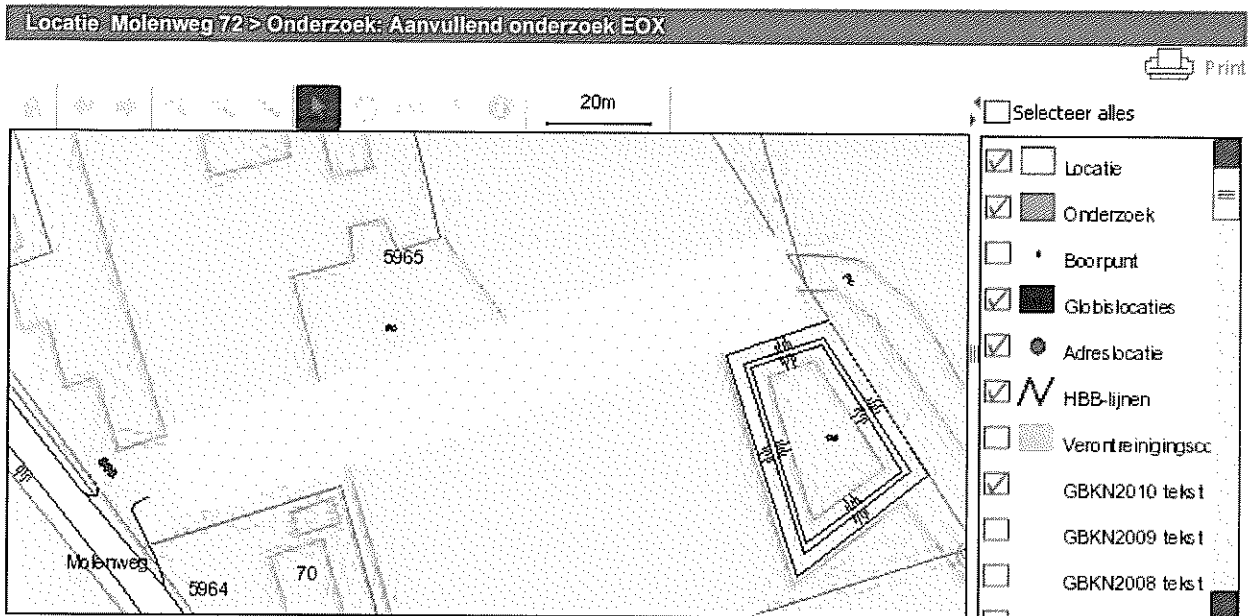 Locatie Molenweg 72 > Onderzoek: Aanvullend onderzoek EOX
Print
20m
Selecteer alles
Locatie
Onderzoek
Boorpunt
Globislocaties
Adreslocatie
HBB-lijnen
Verontreinigingscc
GBKN2010 tekst
GBKN2009 tekst
GBKN2008 tekst
5965
Molenweg
5964
70